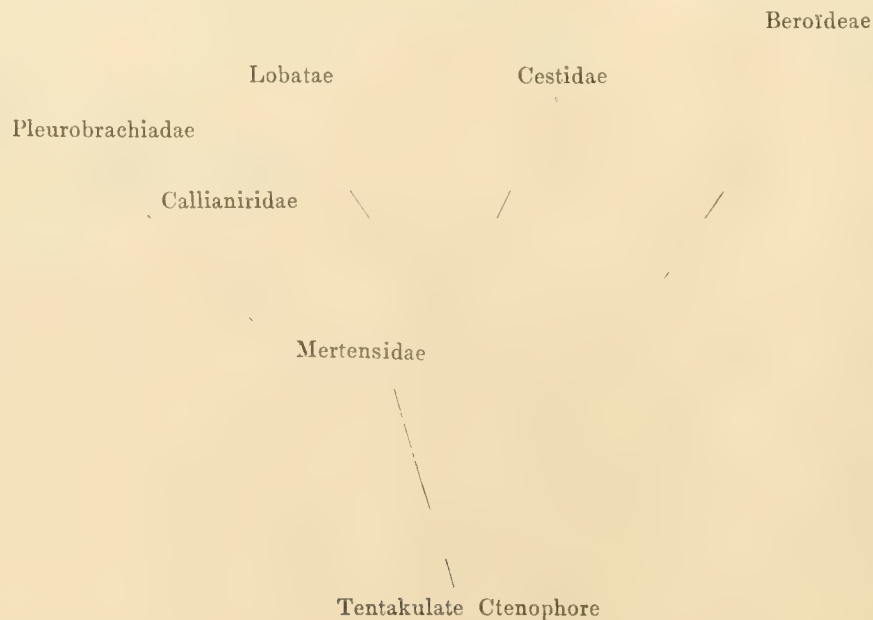 Beroïdeae
Lobatae
Cestidae
Pleurobrachiadae
Callianiridae
Mertensidae
Tentakulate Ctenophore